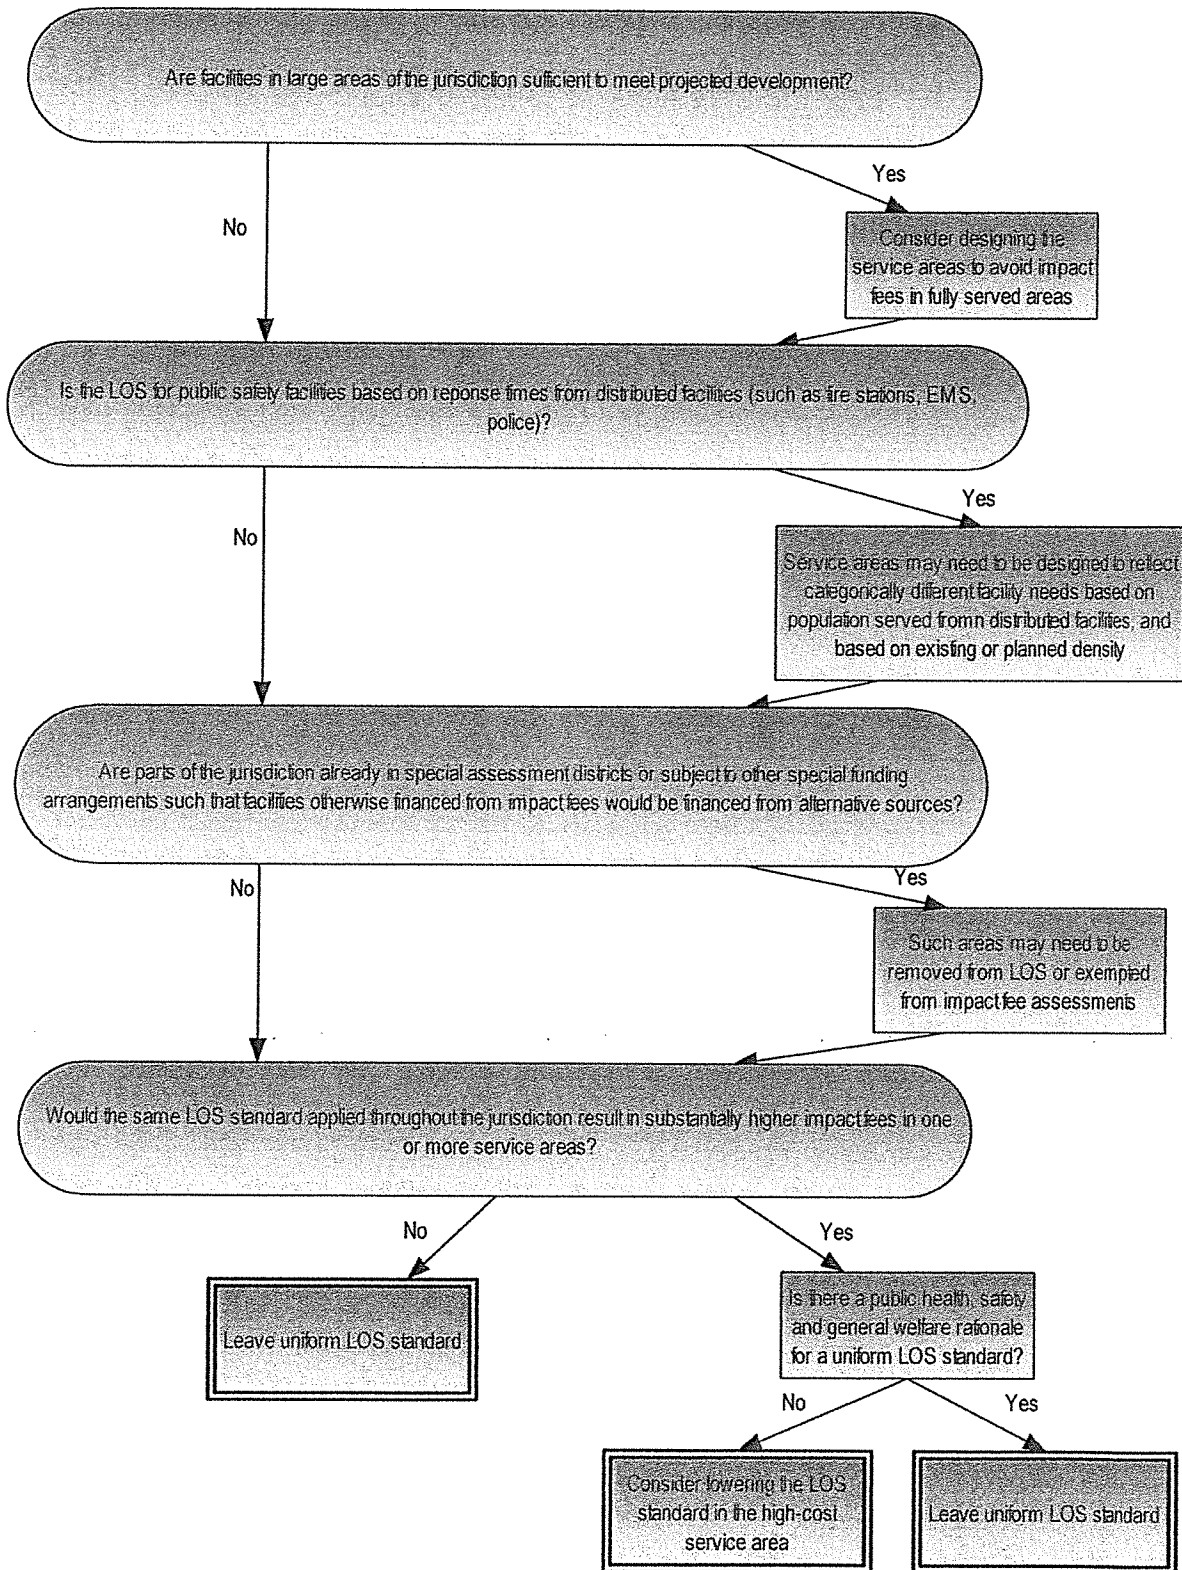 Are facilities in large areas of the jurisdiction sufficient to meet projected development?
Yes
No
Consider designing the
service areas to avoid impact
fees in fully served areas
Is the LOS for public safety facilities based on reponse times from distributed facilities (such as fire stations, EMS,
police)?
Yes
No
Service areas may need to be designed to reflect
categorically different facility needs based on
population served fromn distributed facilities, and
based on existing or planned density
Are parts of the jurisdiction already in special assessment districts or subject to other special funding
arrangements such that facilities otherwise financed from impact fees would be financed from alternative sources?
Yes
No
Such areas may need to be
removed from LOS or exempted
from impact fee assessments
Would the same LOS standard applied throughout the jurisdiction result in substantially higher impact fees in one
or more service areas?
No
Yes
Leave uniform LOS standard
Is there a public health, safety
and general welfare rationale
for a uniform LOS standard?
No
Yes
Consider lowering the LOS
standard in the high-cost
service area
Leave uniform LOS standard